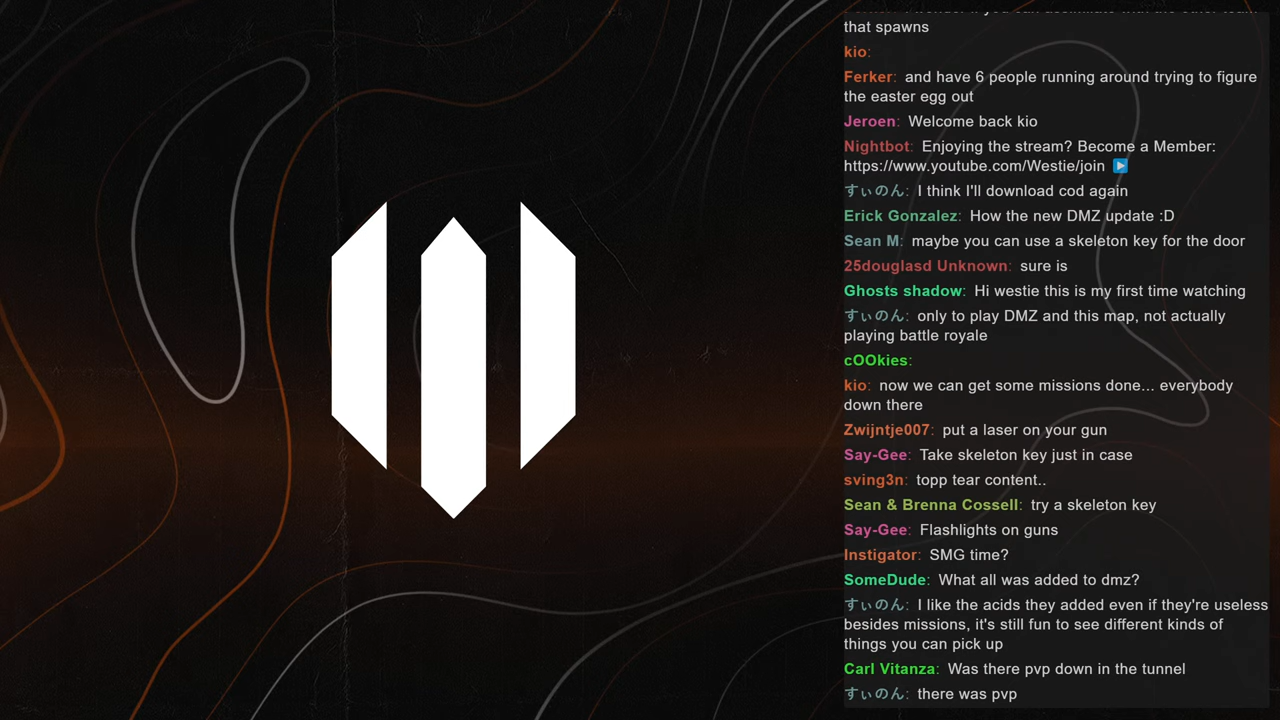 that spawns
kio:
Ferker: and have 6 people running around trying to figure
the easter egg out
Jeroen: Welcome back kio
Nightbot: Enjoying the stream? Become a Member:
https://www.youtube.com/Westie/join
すぃのん: I think I'll download cod again
Erick Gonzalez: How the new DMZ update :D
Sean M: maybe you can use a skeleton key for the door
25douglasd Unknown: sure is
Ghosts shadow: Hi westie this is my first time watching
すぃのん: only to play DMZ and this map, not actually
playing battle royale
cOOkies:
kio: now we can get some missions done... everybody
down there
Zwijntje007: put a laser on your gun
Say-Gee: Take skeleton key just in case
sving3n: topp tear content..
Sean & Brenna Cossell: try a skeleton key
Say-Gee: Flashlights on guns
Instigator: SMG time?
SomeDude: What all was added to dmz?
すぃのん: I like the acids they added even if they're useless
besides missions, it's still fun to see different kinds of
things you can pick up
Carl Vitanza: Was there pvp down in the tunnel
すぃのん: there was pvp